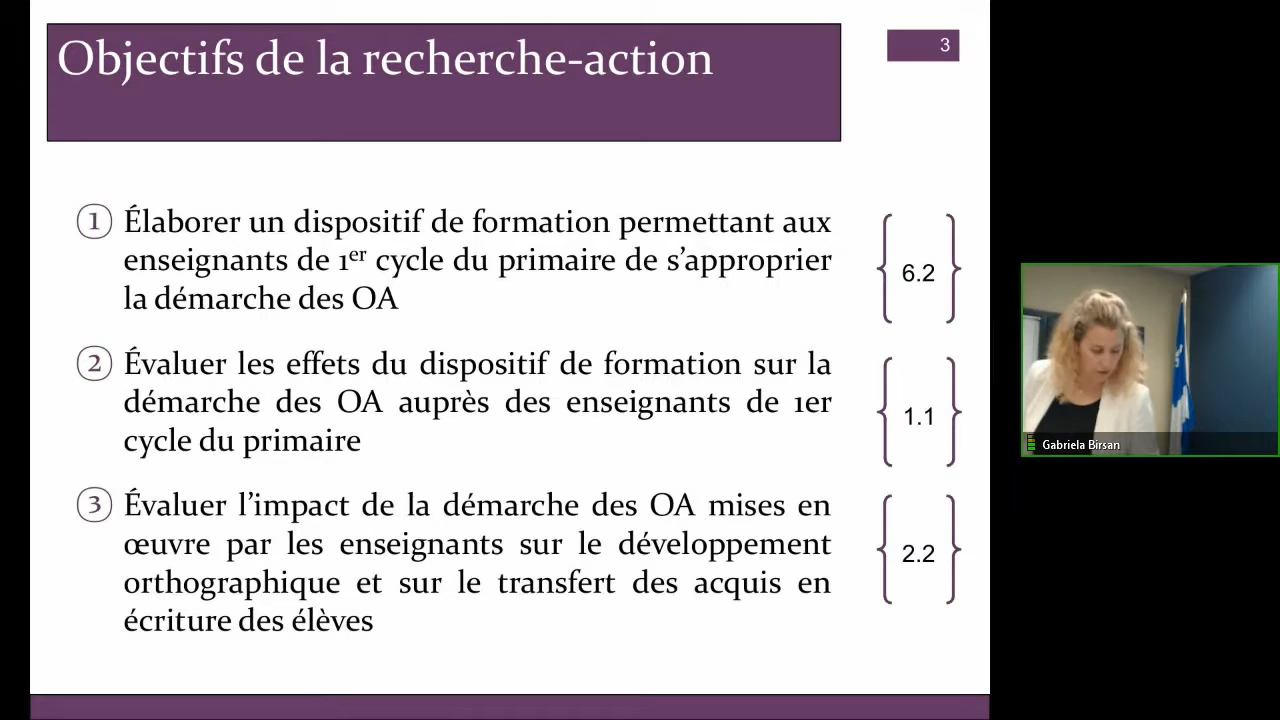 Objectifs de la recherche-action
3
① Élaborer un dispositif de formation permettant aux
enseignants de 1er cycle du primaire de s’approprier
la démarche des OA
6.2
② Évaluer les effets du dispositif de formation sur la
démarche des OA auprès des enseignants de 1er
cycle du primaire
1.1
③ Évaluer l’impact de la démarche des OA mises en
œuvre par les enseignants sur le développement
orthographique et sur le transfert des acquis en
écriture des élèves
2.2
Gabriela Birsan